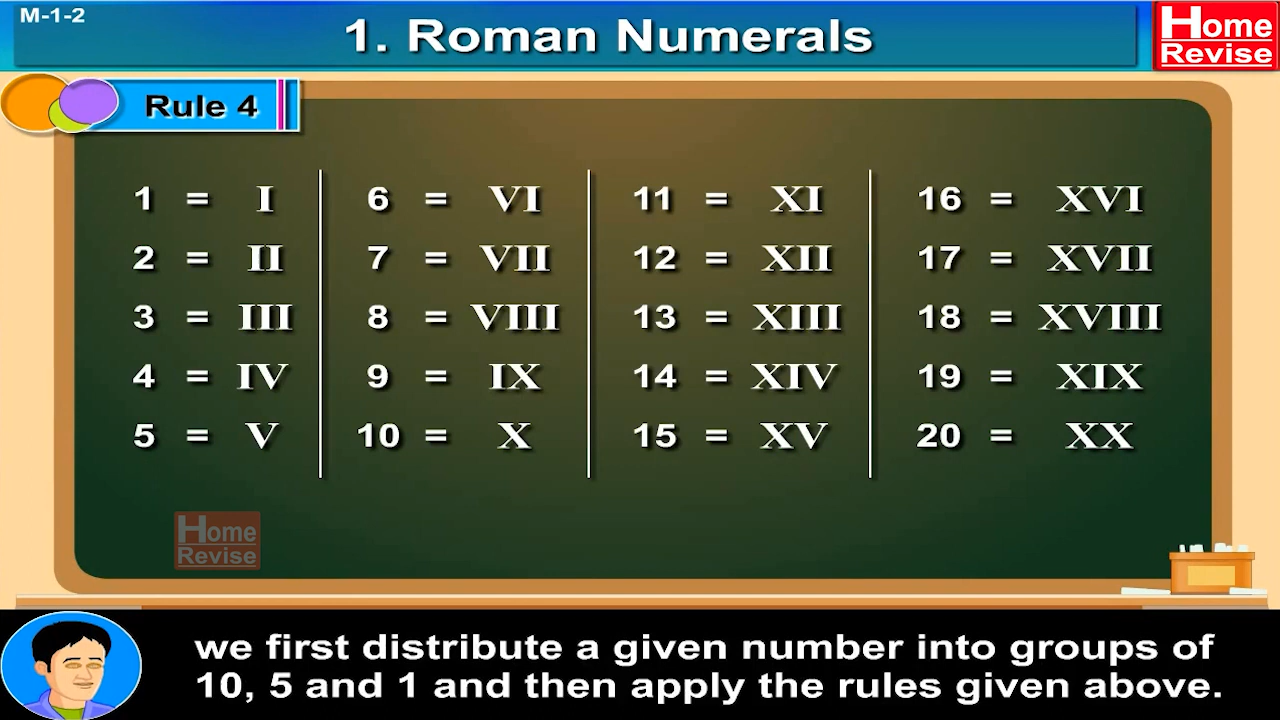 M-1-2
1. Roman Numerals
Home
Revise
Rule 4
1 = I 6 = VI 11 = XI 16 = XVI
2 = II 7 = VII 12 = XII 17 = XVII
3 = III 8 = VIII 13 = XIII 18 = XVIII
4 = IV 9 = IX 14 = XIV 19 = XIX
5 = V 10 = X 15 = XV 20 = XX
Home
Revise
we first distribute a given number into groups of
10, 5 and 1 and then apply the rules given above.